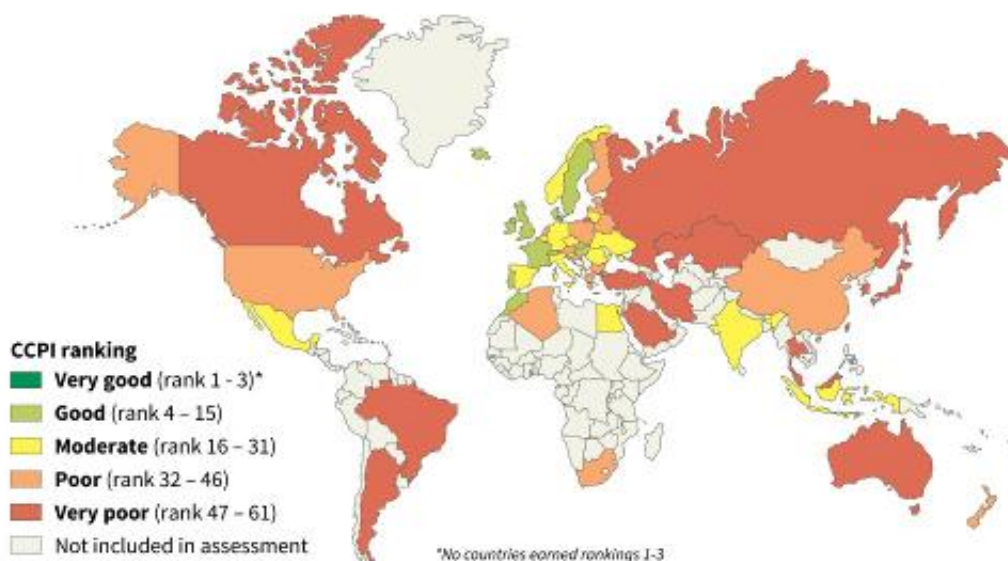 CCPI ranking
Very good (rank 1 - 3)*
Good (rank 4 – 15)
Moderate (rank 16 – 31)
Poor (rank 32 – 46)
Very poor (rank 47 – 61)
Not included in assessment
*No countries earned rankings 1-3